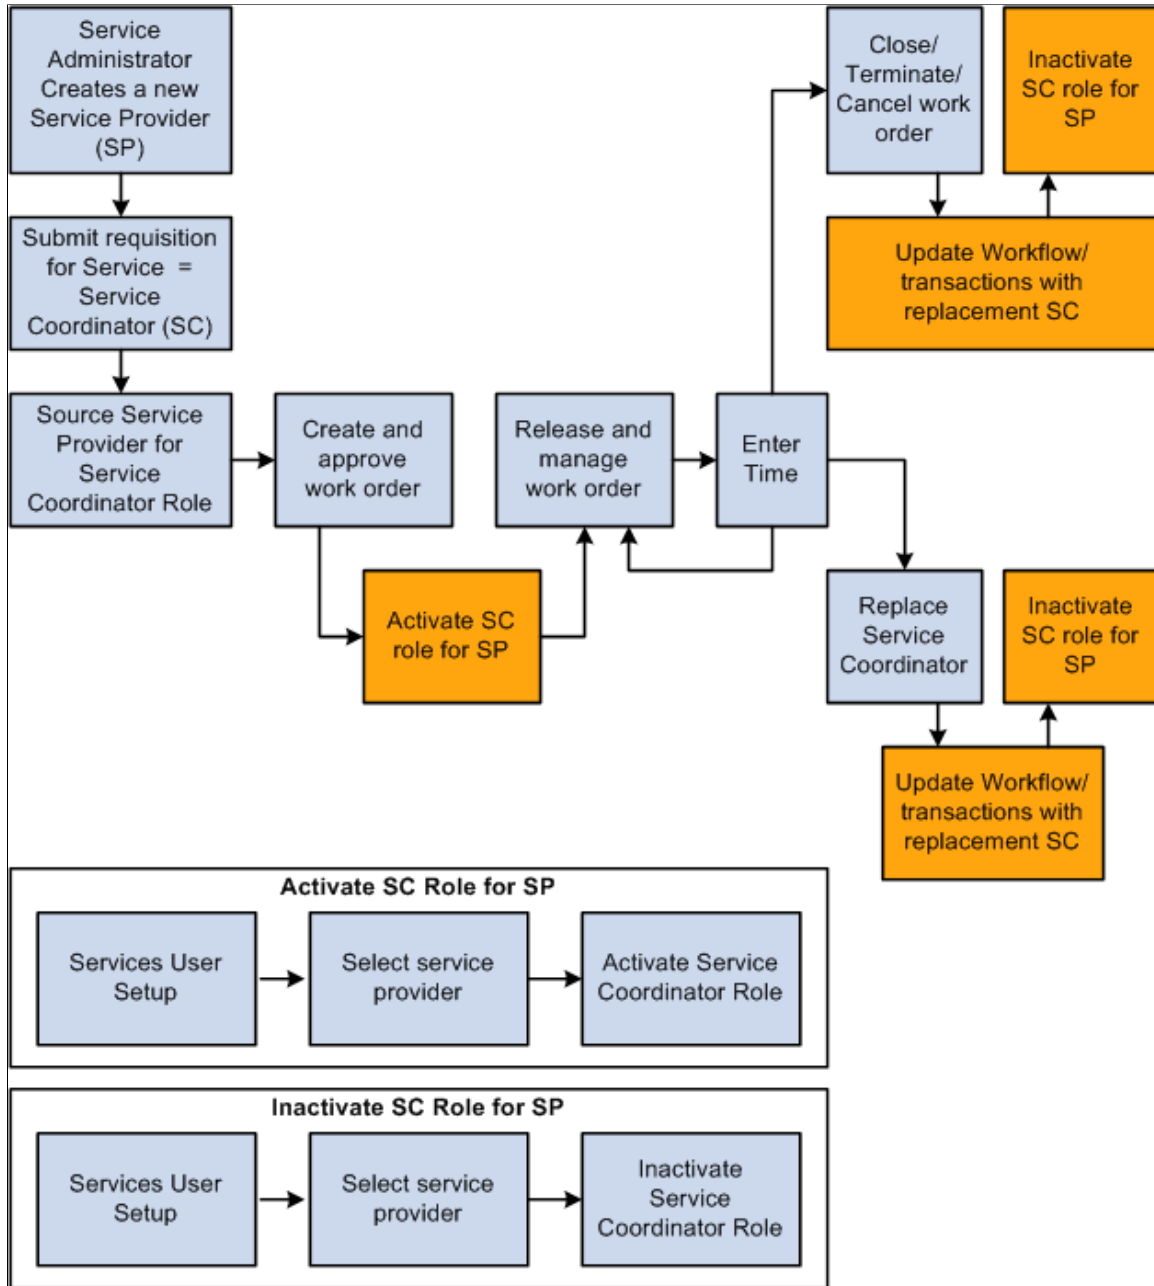 Service
Administrator
Creates a new
Service Provider
(SP)
Submit requisition
for Service =
Service
Coordinator (SC)
Source Service
Provider for
Service
Coordinator Role
Create and
approve
work order
Activate SC
role for SP
Release and
manage
work order
Enter
Time
Close/
Terminate/
Cancel work
order
Update Workflow/
transactions with
replacement SC
Inactivate
SC role for
SP
Replace
Service
Coordinator
Update Workflow/
transactions with
replacement SC
Inactivate
SC role for
SP
Activate SC Role for SP
Services User
Setup
Select service
provider
Activate Service
Coordinator Role
Inactivate SC Role for SP
Services User
Setup
Select service
provider
Inactivate
Service
Coordinator Role